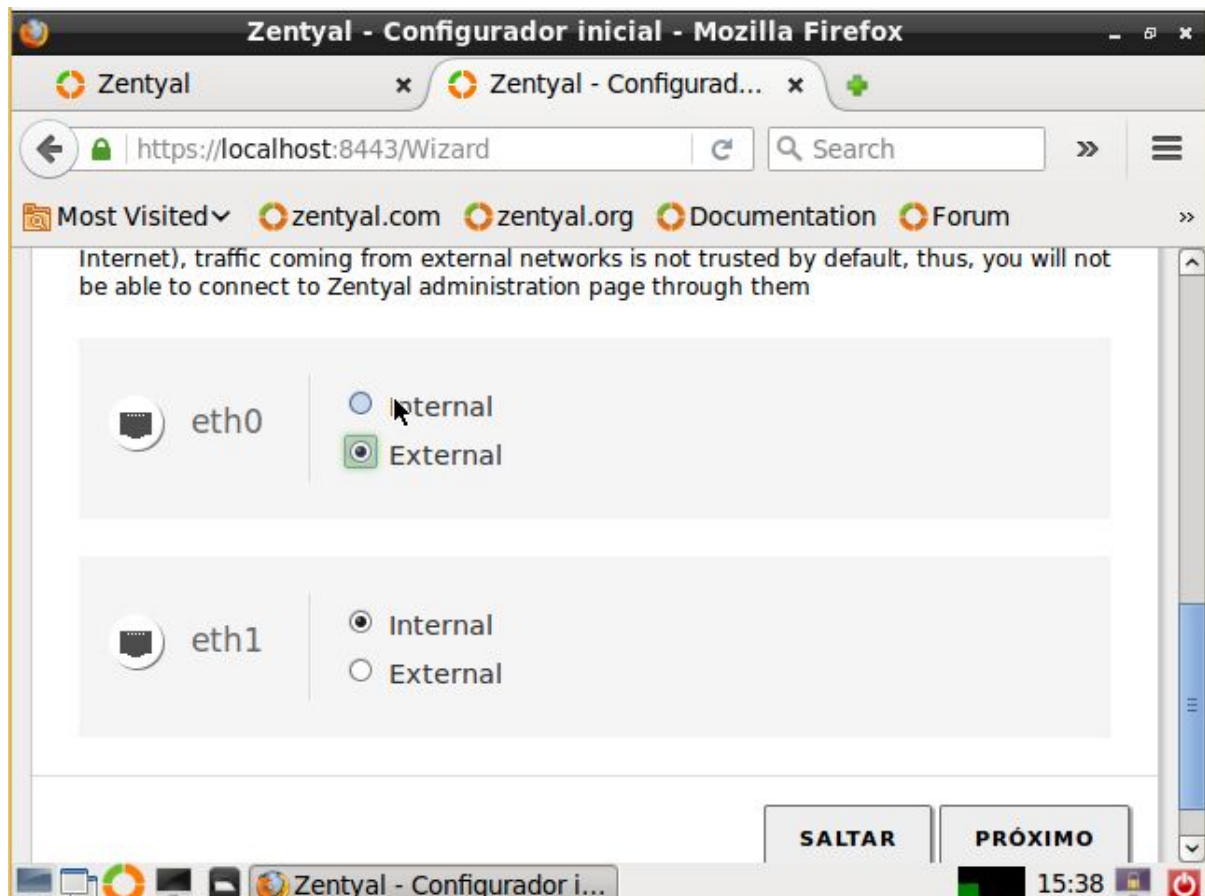 Zentyal - Configurador inicial - Mozilla Firefox
Zentyal
Zentyal - Configurad...
https://localhost:8443/Wizard
Search
Most Visited
zentyal.com
zentyal.org
Documentation
Forum
Internet), traffic coming from external networks is not trusted by default, thus, you will not
be able to connect to Zentyal administration page through them
eth0
Internal
External
eth1
Internal
External
SALTAR
PRÓXIMO
Zentyal - Configurador i...
15:38